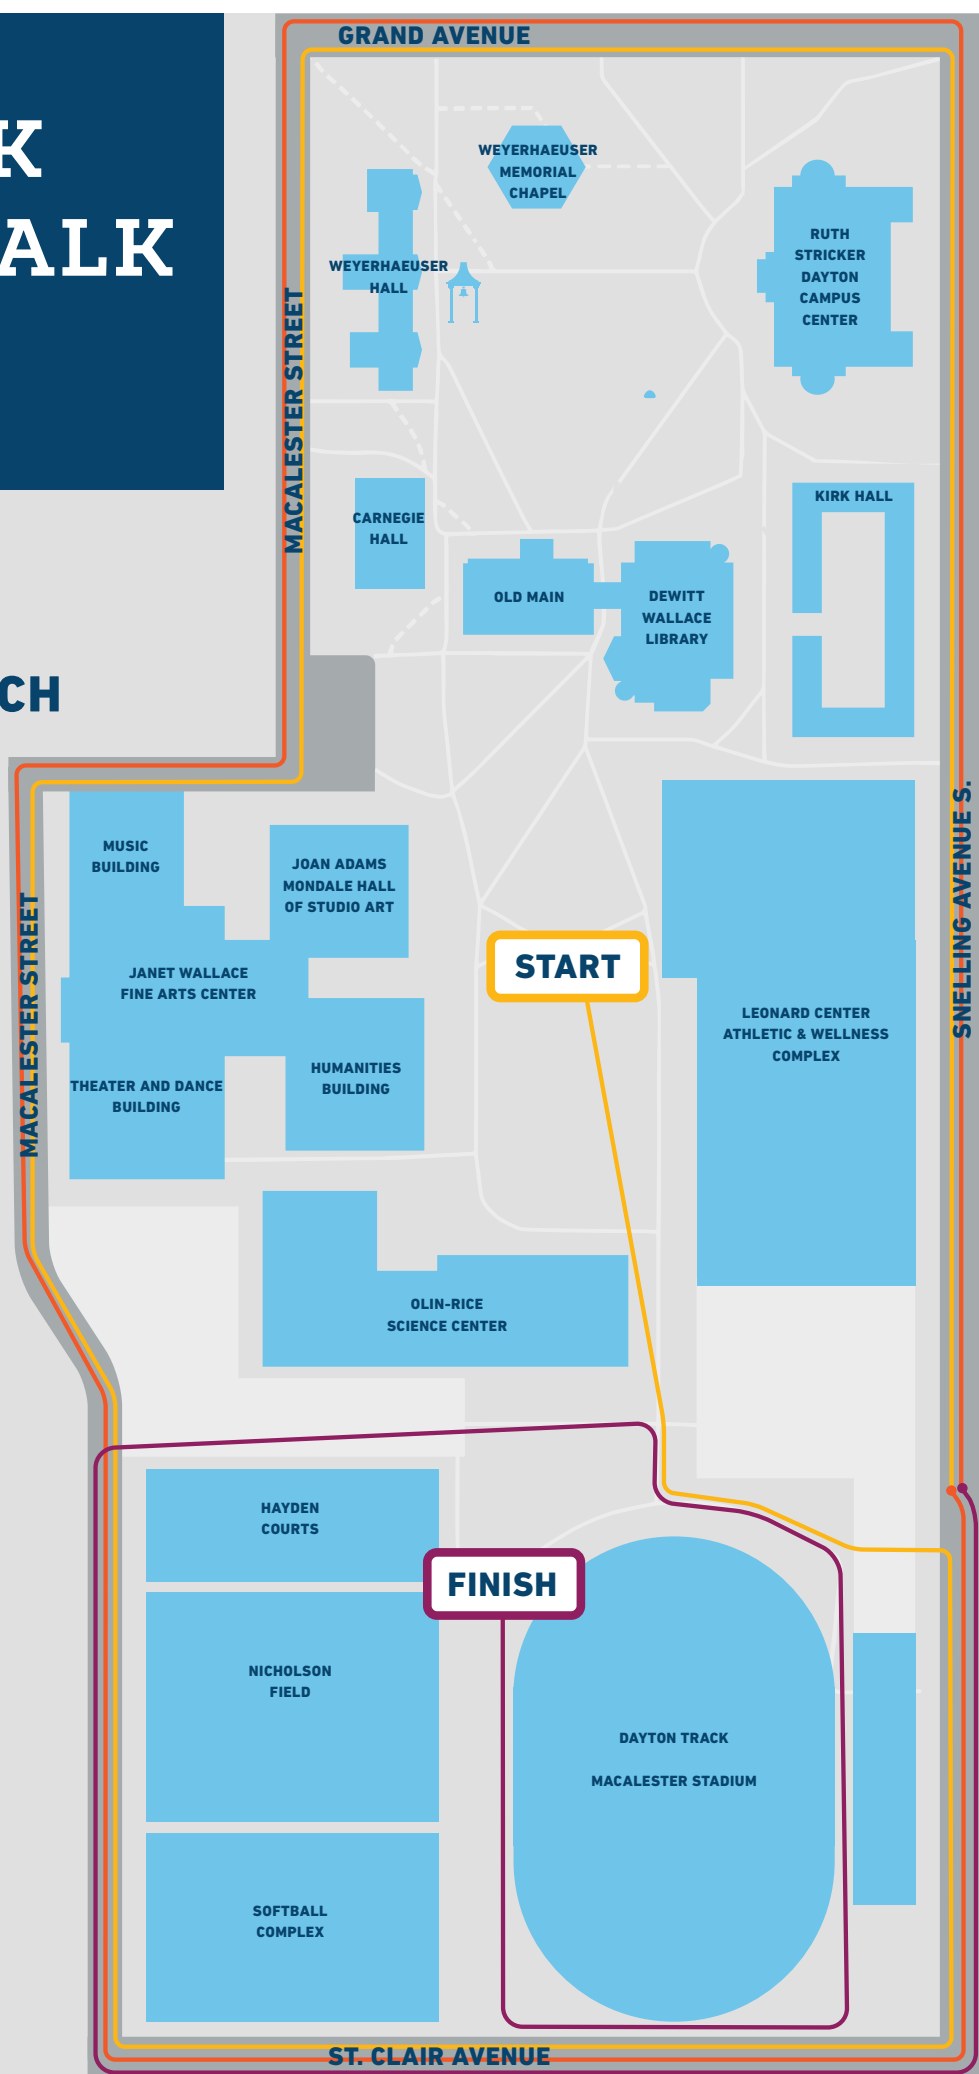 GRAND AVENUE
K
ALK
WEYERHAEUSER
MEMORIAL
CHAPEL
RUTH
STRICKER
DAYTON
CAMPUS
CENTER
WEYERHAEUSER
HALL
MACALESTER STREET
CARNEGIE
HALL
KIRK HALL
OLD MAIN
DEWITT
WALLACE
LIBRARY
CH
MUSIC
BUILDING
JOAN ADAMS
MONDALE HALL
OF STUDIO ART
SNELLING AVENUE S.
START
JANET WALLACE
FINE ARTS CENTER
MACALESTER STREET
LEONARD CENTER
ATHLETIC & WELLNESS
COMPLEX
HUMANITIES
BUILDING
THEATER AND DANCE
BUILDING
OLIN-RICE
SCIENCE CENTER
HAYDEN
COURTS
FINISH
NICHOLSON
FIELD
DAYTON TRACK
MACALESTER STADIUM
SOFTBALL
COMPLEX
ST. CLAIR AVENUE